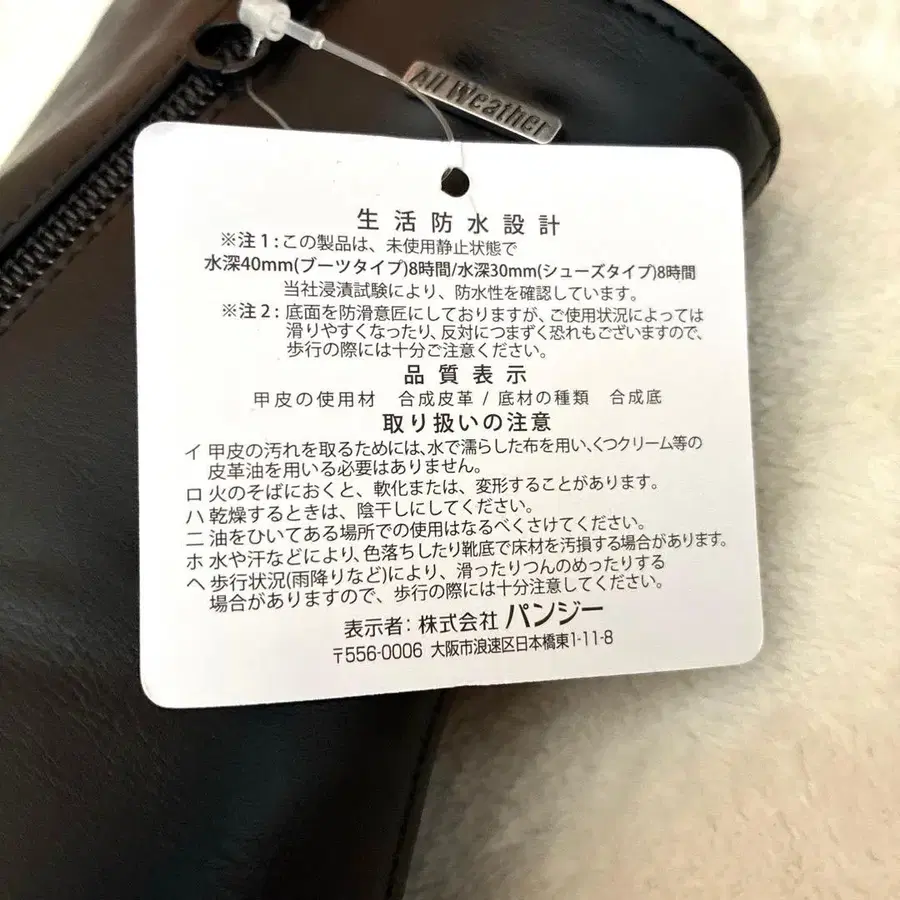 All Weather
生活防水設計
※注1：この製品は、未使用静止状態で
水深40mm(ブーツタイプ)8時間/水深30mm(シューズタイプ)8時間
当社浸漬試験により、防水性を確認しています。
※注2：底面を防滑意匠にしておりますが、ご使用状況によっては
滑りやすくなったり、反対につまずく恐れもございますので、
歩行の際には十分ご注意ください。
品質表示
甲皮の使用材　合成皮革 / 底材の種類　合成底
取り扱いの注意
イ 甲皮の汚れを取るためには、水で濡らした布を用い、くつクリーム等の
皮革油を用いる必要はありません。
ロ 火のそばにおくと、軟化または、変形することがあります。
ハ 乾燥するときは、陰干しにしてください。
ニ 油をひいてある場所での使用はなるべくさけてください。
ホ 水や汗などにより、色落ちしたり靴底で床材を汚損する場合があります。
ヘ 歩行状況(雨降りなど)により、滑ったりつんのめったりする
場合がありますので、歩行の際には十分注意してください。
表示者：株式会社 パンジー
〒556-0006 大阪市浪速区日本橋東1-11-8